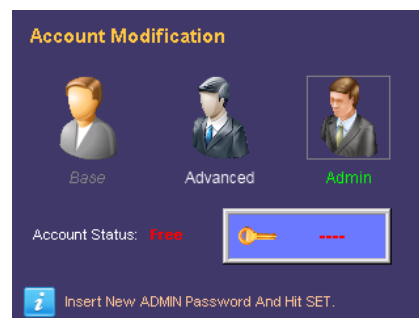 Account Modification
Base Advanced Admin
Account Status: Free ----
i Insert New ADMIN Password And Hit SET.